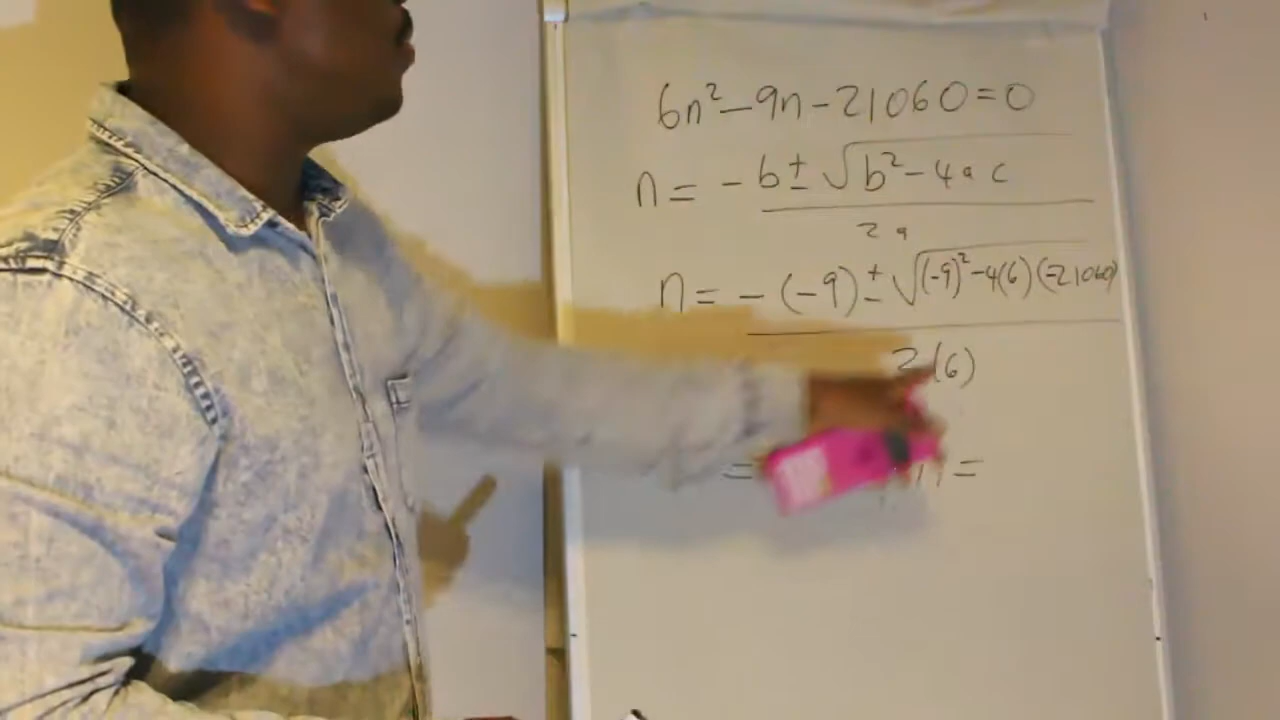 6n²-9n-21060=0
n = -b ± √b²-4ac
2a
n = -(-9) ± √(-9)²-4(6)(-21060)
2(6)
= =